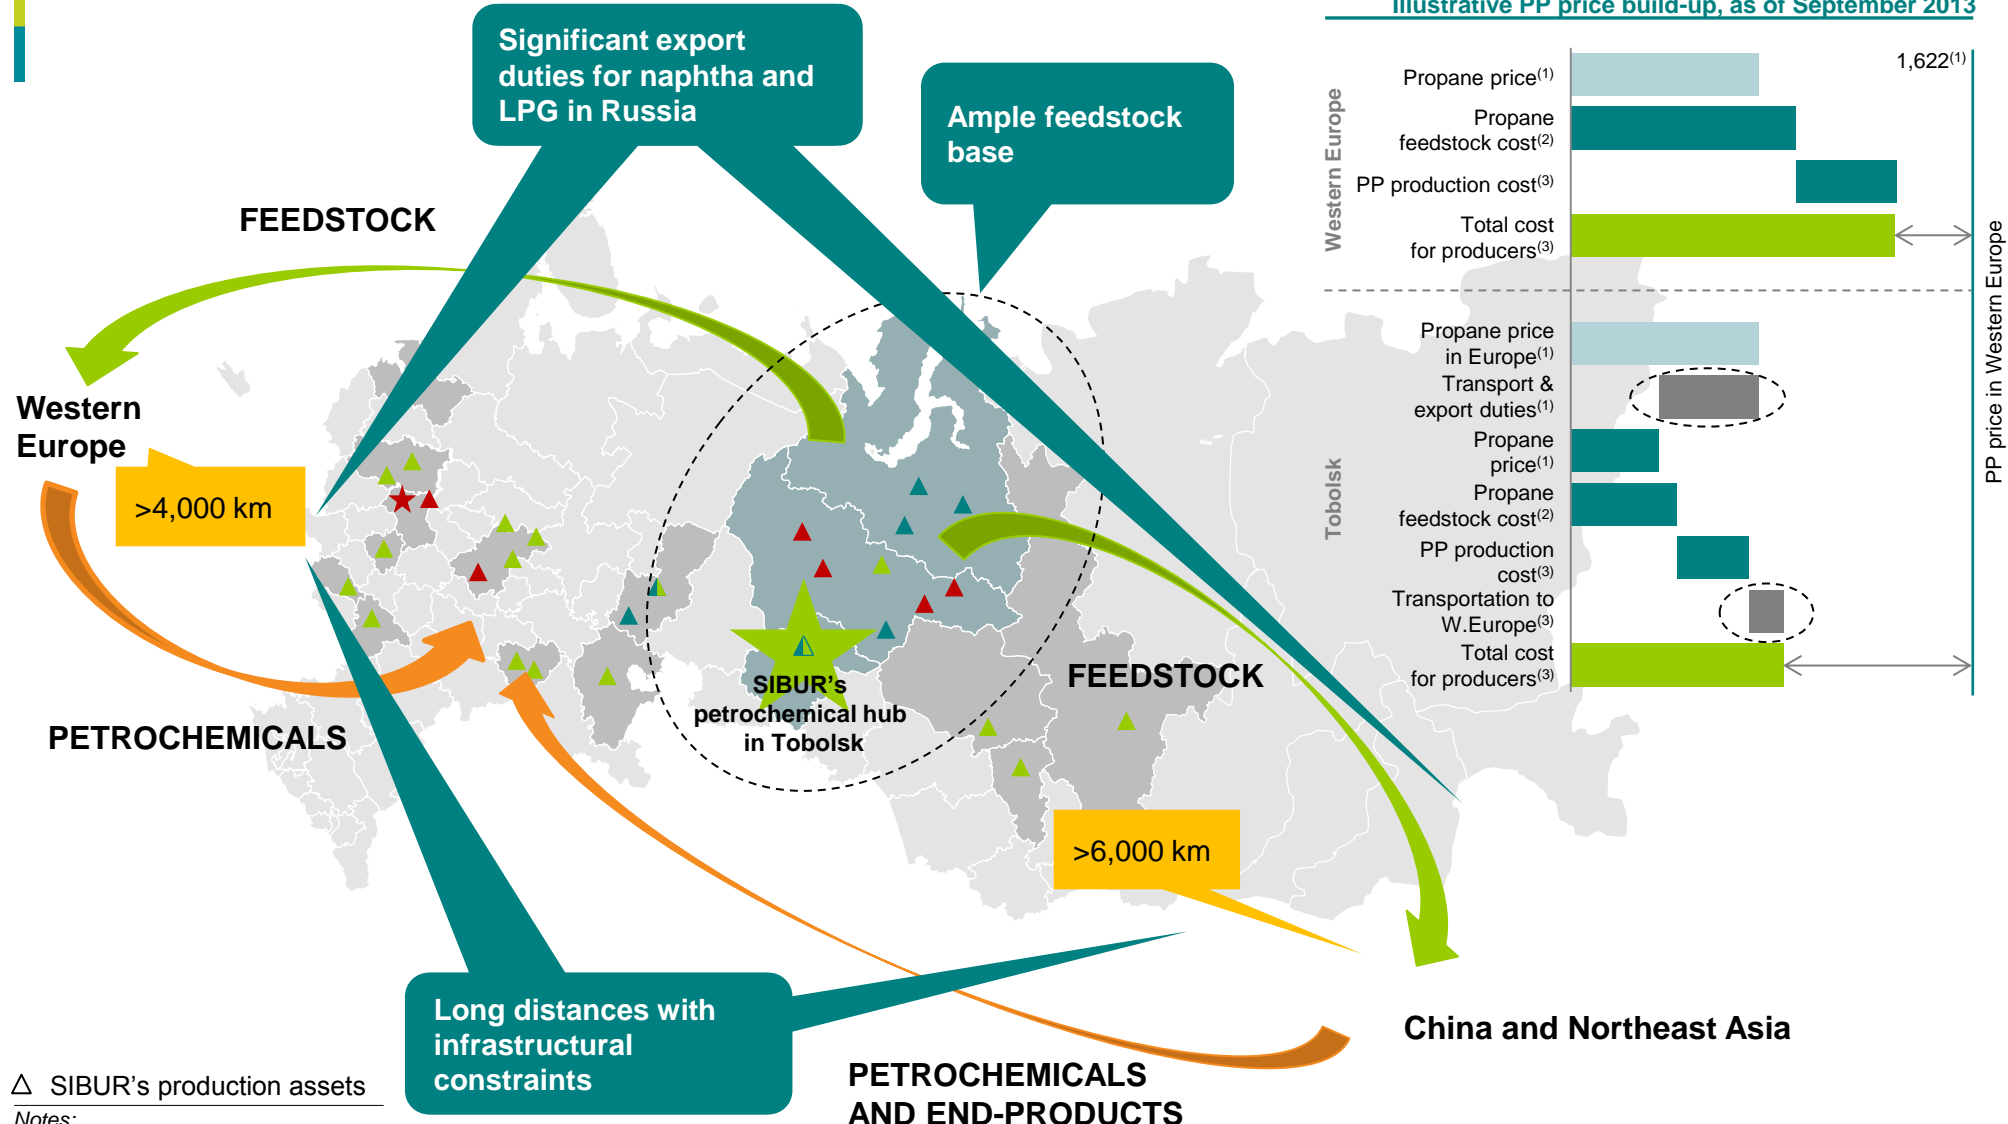 Illustrative PP price build-up, as of September 2013
Significant export
duties for naphtha and
LPG in Russia
Ample feedstock
base
FEEDSTOCK
Western
Europe
>4,000 km
PETROCHEMICALS
SIBUR's
petrochemical hub
in Tobolsk
FEEDSTOCK
>6,000 km
Long distances with
infrastructural
constraints
China and Northeast Asia
PETROCHEMICALS
AND END-PRODUCTS
SIBUR's production assets
Notes:
Western Europe
1,622(1)
Propane price(1)
Propane
feedstock cost(2)
PP production cost(3)
Total cost
for producers(3)
Tobolsk
Propane price
in Europe(1)
Transport &
export duties(1)
Propane
price(1)
Propane
feedstock cost(2)
PP production
cost(3)
Transportation to
W.Europe(3)
Total cost
for producers(3)
PP price in Western Europe